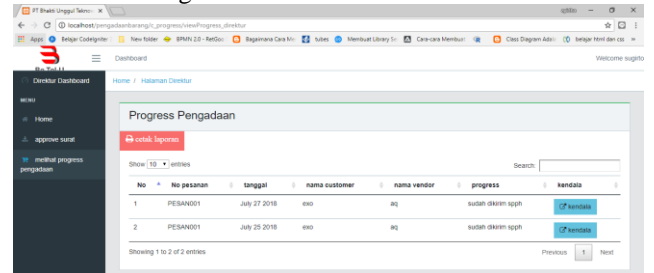 PT Bhakti Unggul Teknov
localhost/pengadaanbarang/c_progress/viewProgress_direktur
Apps Belajar CodeIgniter New folder BPMN 2.0 - RetGoo Bagaimana Cara Me tubes Membuat Library Se Cara-cara Membuat Class Diagram Adala belajar html dan css
Dashboard Welcome sugito
Direktur Dashboard
Home / Halaman Direktur
MENU
Home
approve surat
melihat progress
pengadaan
Progress Pengadaan
cetak laporan
Show 10 entries Search:
No No pesanan tanggal nama customer nama vendor progress kendala
1 PESAN001 July 27 2018 exo aq sudah dikirim spph kendala
2 PESAN001 July 25 2018 exo aq sudah dikirim spph kendala
Showing 1 to 2 of 2 entries Previous 1 Next